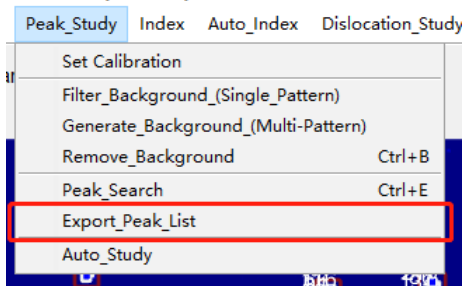 Peak_Study Index Auto_Index Dislocation_Study
Set Calibration
Filter_Background_(Single_Pattern)
Generate_Background_(Multi-Pattern)
Remove_Background Ctrl+B
Peak_Search Ctrl+E
Export_Peak_List
Auto_Study